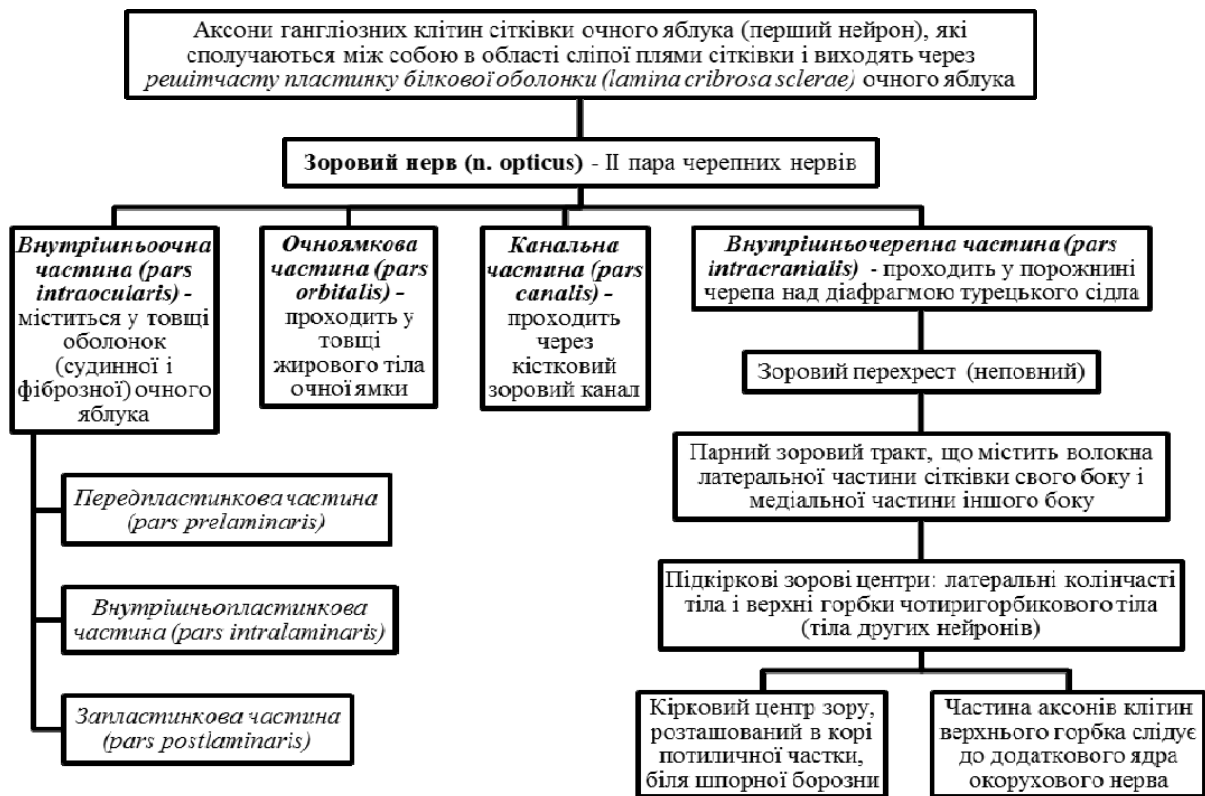 Аксони гангліозних клітин сітківки очного яблука (перший нейрон), які
сполучаються між собою в області сліпої плями сітківки і виходять через
решітчасту пластинку білкової оболонки (lamina cribrosa sclerae) очного яблука
Зоровий нерв (n. opticus) - ІІ пара черепних нервів
Внутрішньоочна
частина (pars
intraocularis) -
міститься у товщі
оболонок
(судинної і
фіброзної) очного
яблука
Очноямкова
частина (pars
orbitalis) -
проходить у
товщі
жирового тіла
очної ямки
Канальна
частина (pars
canalis) -
проходить
через
кістковий
зоровий канал
Внутрішньочерепна частина (pars
intracranialis) - проходить у порожнині
черепа над діафрагмою турецького сідла
Зоровий перехрест (неповний)
Парний зоровий тракт, що містить волокна
латеральної частини сітківки свого боку і
медіальної частини іншого боку
Передпластинкова частина
(pars prelaminaris)
Підкіркові зорові центри: латеральні колінчасті
тіла і верхні горбки чотиригорбикового тіла
(тіла других нейронів)
Внутрішньопластинкова
частина (pars intralaminaris)
Запластинкова частина
(pars postlaminaris)
Кірковий центр зору,
розташований в корі
потиличної частки,
біля шпорної борозни
Частина аксонів клітин
верхнього горбка слідує
до додаткового ядра
окорухового нерва